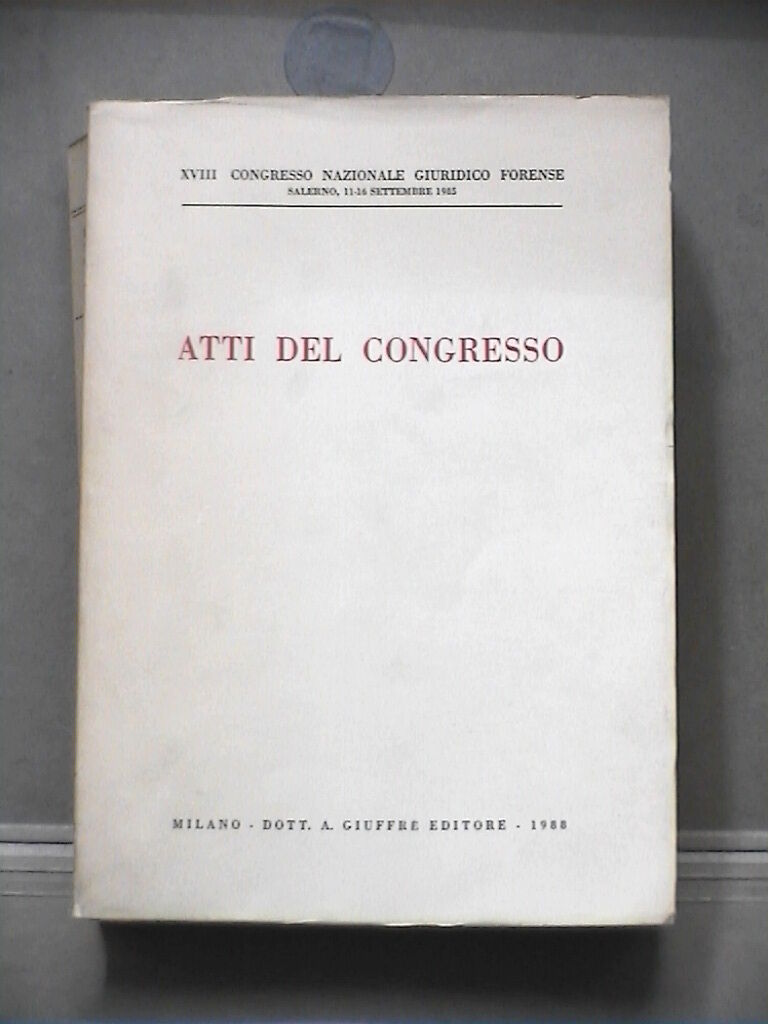 XVIII CONGRESSO NAZIONALE GIURIDICO FORENSE
SALERNO, 11-16 SETTEMBRE 1985
ATTI DEL CONGRESSO
MILANO - DOTT. A. GIUFFRÈ EDITORE - 1988